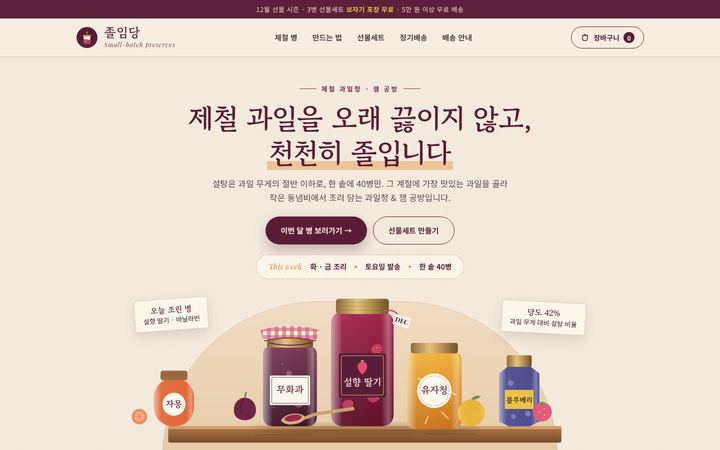 12월 선물 시즌 · 3병 선물세트 보자기 포장 무료 · 5만 원 이상 무료 배송
졸임당
Small-batch preserves
제철 병 만드는 법 선물세트 정기배송 배송 안내
장바구니 0
제철 과일청 · 잼 공방
제철 과일을 오래 끓이지 않고,
천천히 졸입니다
설탕은 과일 무게의 절반 이하로, 한 솥에 40병만. 그 계절에 가장 맛있는 과일을 골라
작은 동냄비에서 조려 담는 과일청 & 잼 공방입니다.
이번 달 병 보러가기 →
선물세트 만들기
This week 화 · 금 조리 • 토요일 발송 • 한 솥 40병
오늘 조린 병
설향 딸기 · 바닐라빈
당도 42%
과일 무게 대비 설탕 비율
DEC
자몽
무화과
설향 딸기
유자청
블루베리